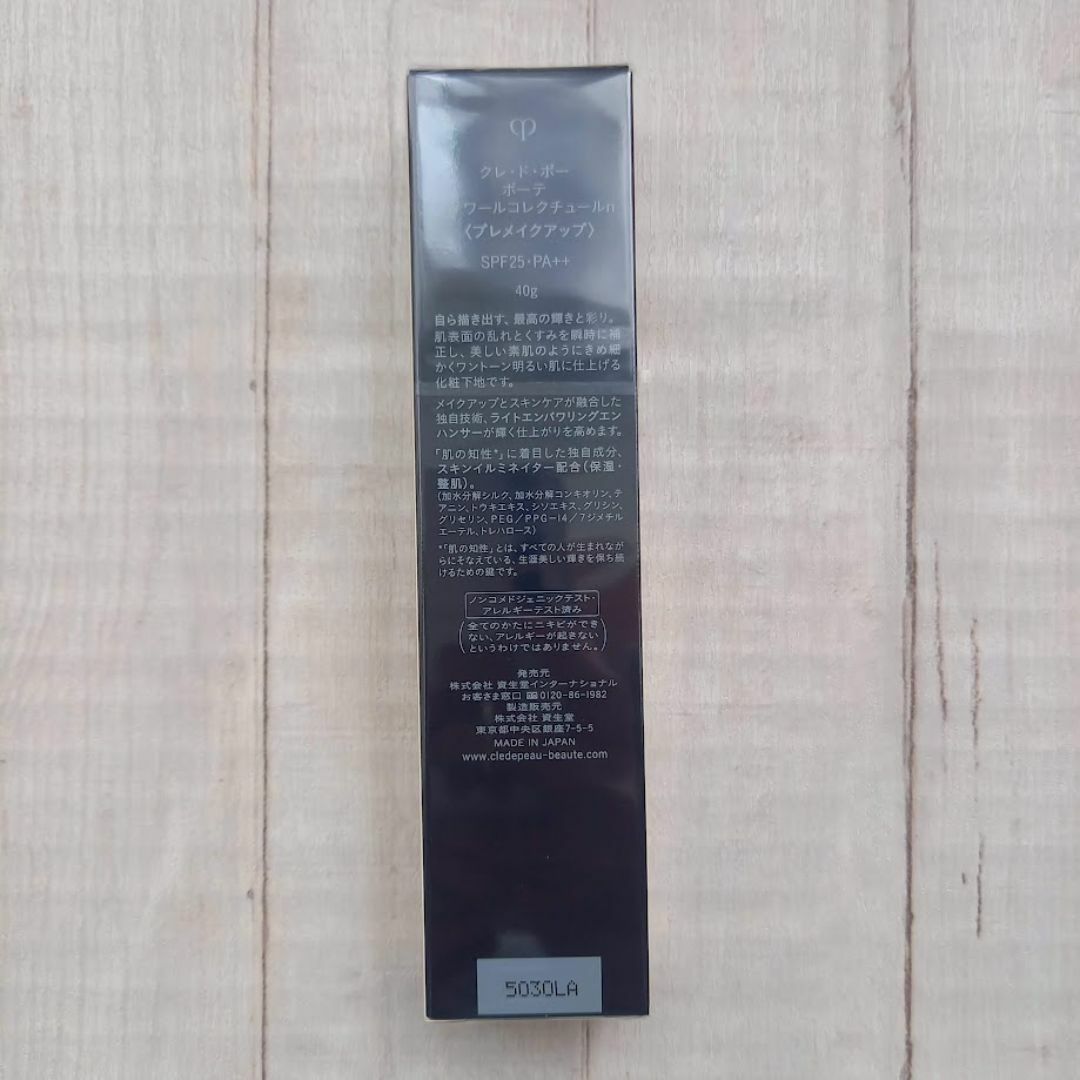 クレ・ド・ポー
ボーテ
ワールコレクチュールn
〈プレメイクアップ〉
SPF25・PA++
40g
自ら描き出す、最高の輝きと彩り。
肌表面の乱れとくすみを瞬時に補
正し、美しい素肌のようにきめ細
かくワントーン明るい肌に仕上げる
化粧下地です。
メイクアップとスキンケアが融合した
独自技術、ライトエンパワリングエン
ハンサーが輝く仕上がりを高めます。
「肌の知性*」に着目した独自成分、
スキンイルミネイター配合(保湿・
整肌)。
(加水分解シルク、加水分解コンキオリン、テ
アニン、トウキエキス、シソエキス、グリシン、
グリセリン、PEG/PPG-14/7ジメチル
エーテル、トレハロース)
*「肌の知性」とは、すべての人が生まれなが
らにそなえている、生涯美しい輝きを保ち続
けるための鍵です。
ノンコメドジェニックテスト・
アレルギーテスト済み
(全てのかたにニキビができ
ない、アレルギーが起きない
というわけではありません。)
発売元
株式会社 資生堂インターナショナル
お客さま窓口 0120-86-1982
製造販売元
株式会社 資生堂
東京都中央区銀座7-5-5
MADE IN JAPAN
www.cledepeau-beaute.com
5030LA